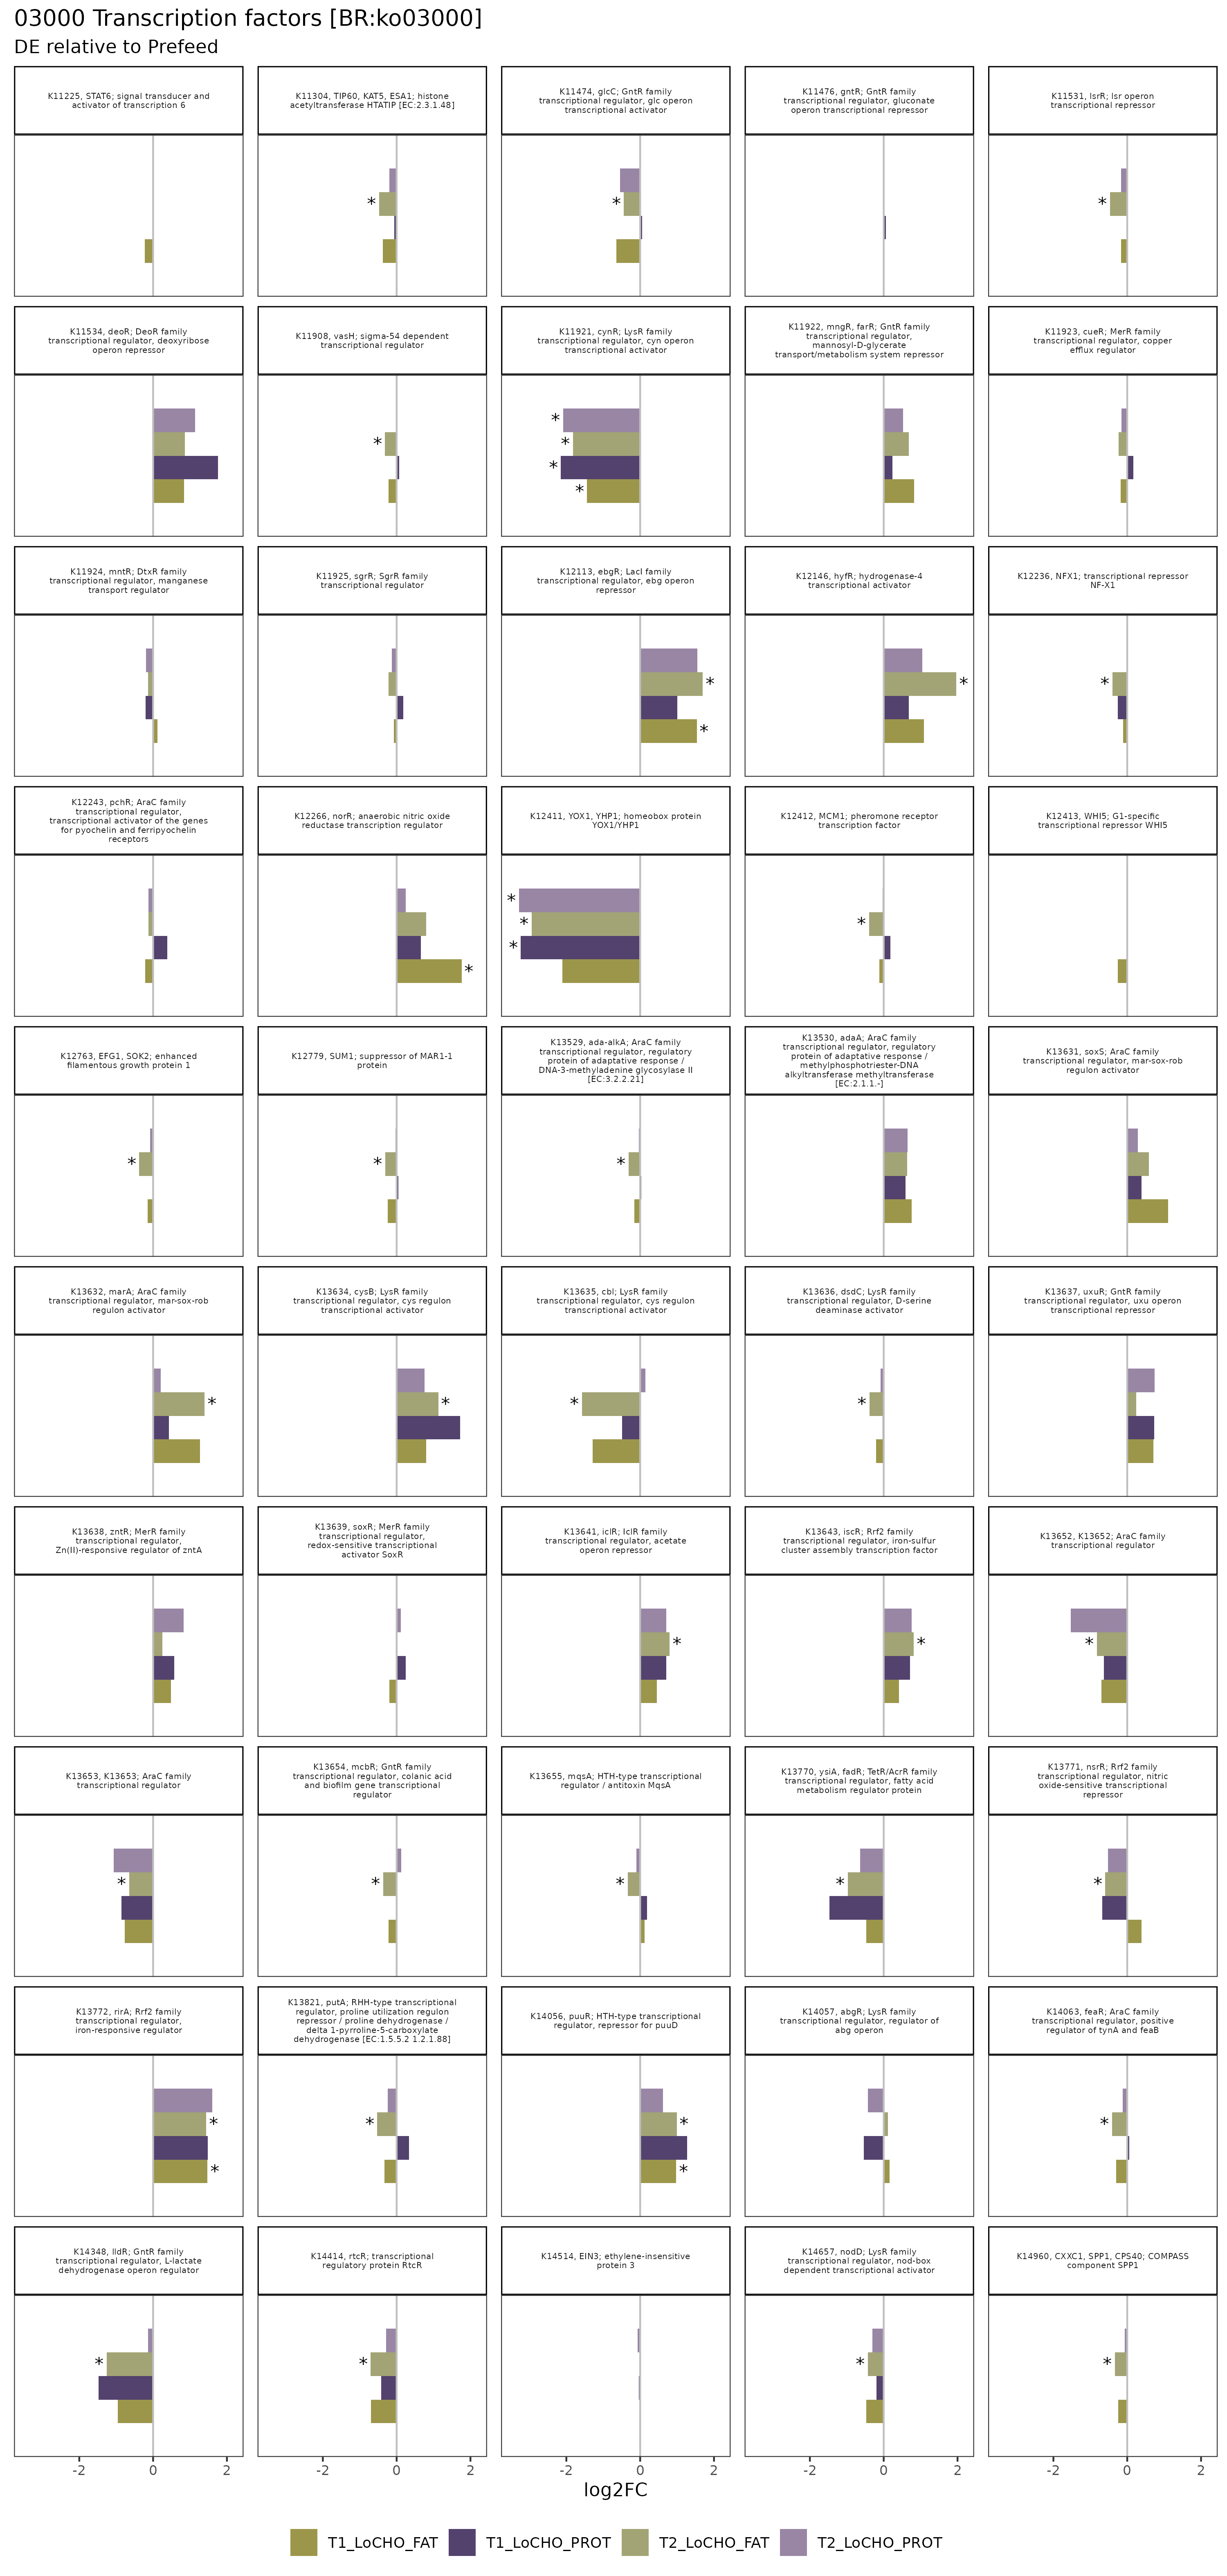 03000 Transcription factors [BR:ko03000]
DE relative to Prefeed
K11225, STAT6; signal transducer and
activator of transcription 6
K11304, TIP60, KAT5, ESA1; histone
acetyltransferase HTATIP [EC:2.3.1.48]
K11474, glcC; GntR family
transcriptional regulator, glc operon
transcriptional activator
K11476, gntR; GntR family
transcriptional regulator, gluconate
operon transcriptional repressor
K11531, lsrR; lsr operon
transcriptional repressor
*
*
*
K11534, deoR; DeoR family
transcriptional regulator, deoxyribose
operon repressor
K11908, vasH; sigma-54 dependent
transcriptional regulator
K11921, cynR; LysR family
transcriptional regulator, cyn operon
transcriptional activator
K11922, mngR, farR; GntR family
transcriptional regulator,
mannosyl-D-glycerate
transport/metabolism system repressor
K11923, cueR; MerR family
transcriptional regulator, copper
efflux regulator
*
*
*
*
*
K11924, mntR; DtxR family
transcriptional regulator, manganese
transport regulator
K11925, sgrR; SgrR family
transcriptional regulator
K12113, ebgR; LacI family
transcriptional regulator, ebg operon
repressor
K12146, hyfR; hydrogenase-4
transcriptional activator
K12236, NFX1; transcriptional repressor
NF-X1
*
*
*
*
K12243, pchR; AraC family
transcriptional regulator,
transcriptional activator of the genes
for pyochelin and ferripyochelin
receptors
K12266, norR; anaerobic nitric oxide
reductase transcription regulator
K12411, YOX1, YHP1; homeobox protein
YOX1/YHP1
K12412, MCM1; pheromone receptor
transcription factor
K12413, WHI5; G1-specific
transcriptional repressor WHI5
*
*
*
*
*
K12763, EFG1, SOK2; enhanced
filamentous growth protein 1
K12779, SUM1; suppressor of MAR1-1
protein
K13529, ada-alkA; AraC family
transcriptional regulator, regulatory
protein of adaptative response /
DNA-3-methyladenine glycosylase II
[EC:3.2.2.21]
K13530, adaA; AraC family
transcriptional regulator, regulatory
protein of adaptative response /
methylphosphotriester-DNA
alkyltransferase methyltransferase
[EC:2.1.1.-]
K13631, soxS; AraC family
transcriptional regulator, mar-sox-rob
regulon activator
*
*
*
K13632, marA; AraC family
transcriptional regulator, mar-sox-rob
regulon activator
K13634, cysB; LysR family
transcriptional regulator, cys regulon
transcriptional activator
K13635, cbl; LysR family
transcriptional regulator, cys regulon
transcriptional activator
K13636, dsdC; LysR family
transcriptional regulator, D-serine
deaminase activator
K13637, uxuR; GntR family
transcriptional regulator, uxu operon
transcriptional repressor
*
*
*
*
K13638, zntR; MerR family
transcriptional regulator,
Zn(II)-responsive regulator of zntA
K13639, soxR; MerR family
transcriptional regulator,
redox-sensitive transcriptional
activator SoxR
K13641, iclR; IclR family
transcriptional regulator, acetate
operon repressor
K13643, iscR; Rrf2 family
transcriptional regulator, iron-sulfur
cluster assembly transcription factor
K13652, K13652; AraC family
transcriptional regulator
*
*
*
K13653, K13653; AraC family
transcriptional regulator
K13654, mcbR; GntR family
transcriptional regulator, colanic acid
and biofilm gene transcriptional
regulator
K13655, mqsA; HTH-type transcriptional
regulator / antitoxin MqsA
K13770, ysiA, fadR; TetR/AcrR family
transcriptional regulator, fatty acid
metabolism regulator protein
K13771, nsrR; Rrf2 family
transcriptional regulator, nitric
oxide-sensitive transcriptional
repressor
*
*
*
*
*
K13772, rirA; Rrf2 family
transcriptional regulator,
iron-responsive regulator
K13821, putA; RHH-type transcriptional
regulator, proline utilization regulon
repressor / proline dehydrogenase /
delta 1-pyrroline-5-carboxylate
dehydrogenase [EC:1.5.5.2 1.2.1.88]
K14056, puuR; HTH-type transcriptional
regulator, repressor for puuD
K14057, abgR; LysR family
transcriptional regulator, regulator of
abg operon
K14063, feaR; AraC family
transcriptional regulator, positive
regulator of tynA and feaB
*
*
*
*
*
*
K14348, lldR; GntR family
transcriptional regulator, L-lactate
dehydrogenase operon regulator
K14414, rtcR; transcriptional
regulatory protein RtcR
K14514, EIN3; ethylene-insensitive
protein 3
K14657, nodD; LysR family
transcriptional regulator, nod-box
dependent transcriptional activator
K14960, CXXC1, SPP1, CPS40; COMPASS
component SPP1
*
*
*
*
-2 0 2 -2 0 2 -2 0 2 -2 0 2 -2 0 2
log2FC
T1_LoCHO_FAT T1_LoCHO_PROT T2_LoCHO_FAT T2_LoCHO_PROT